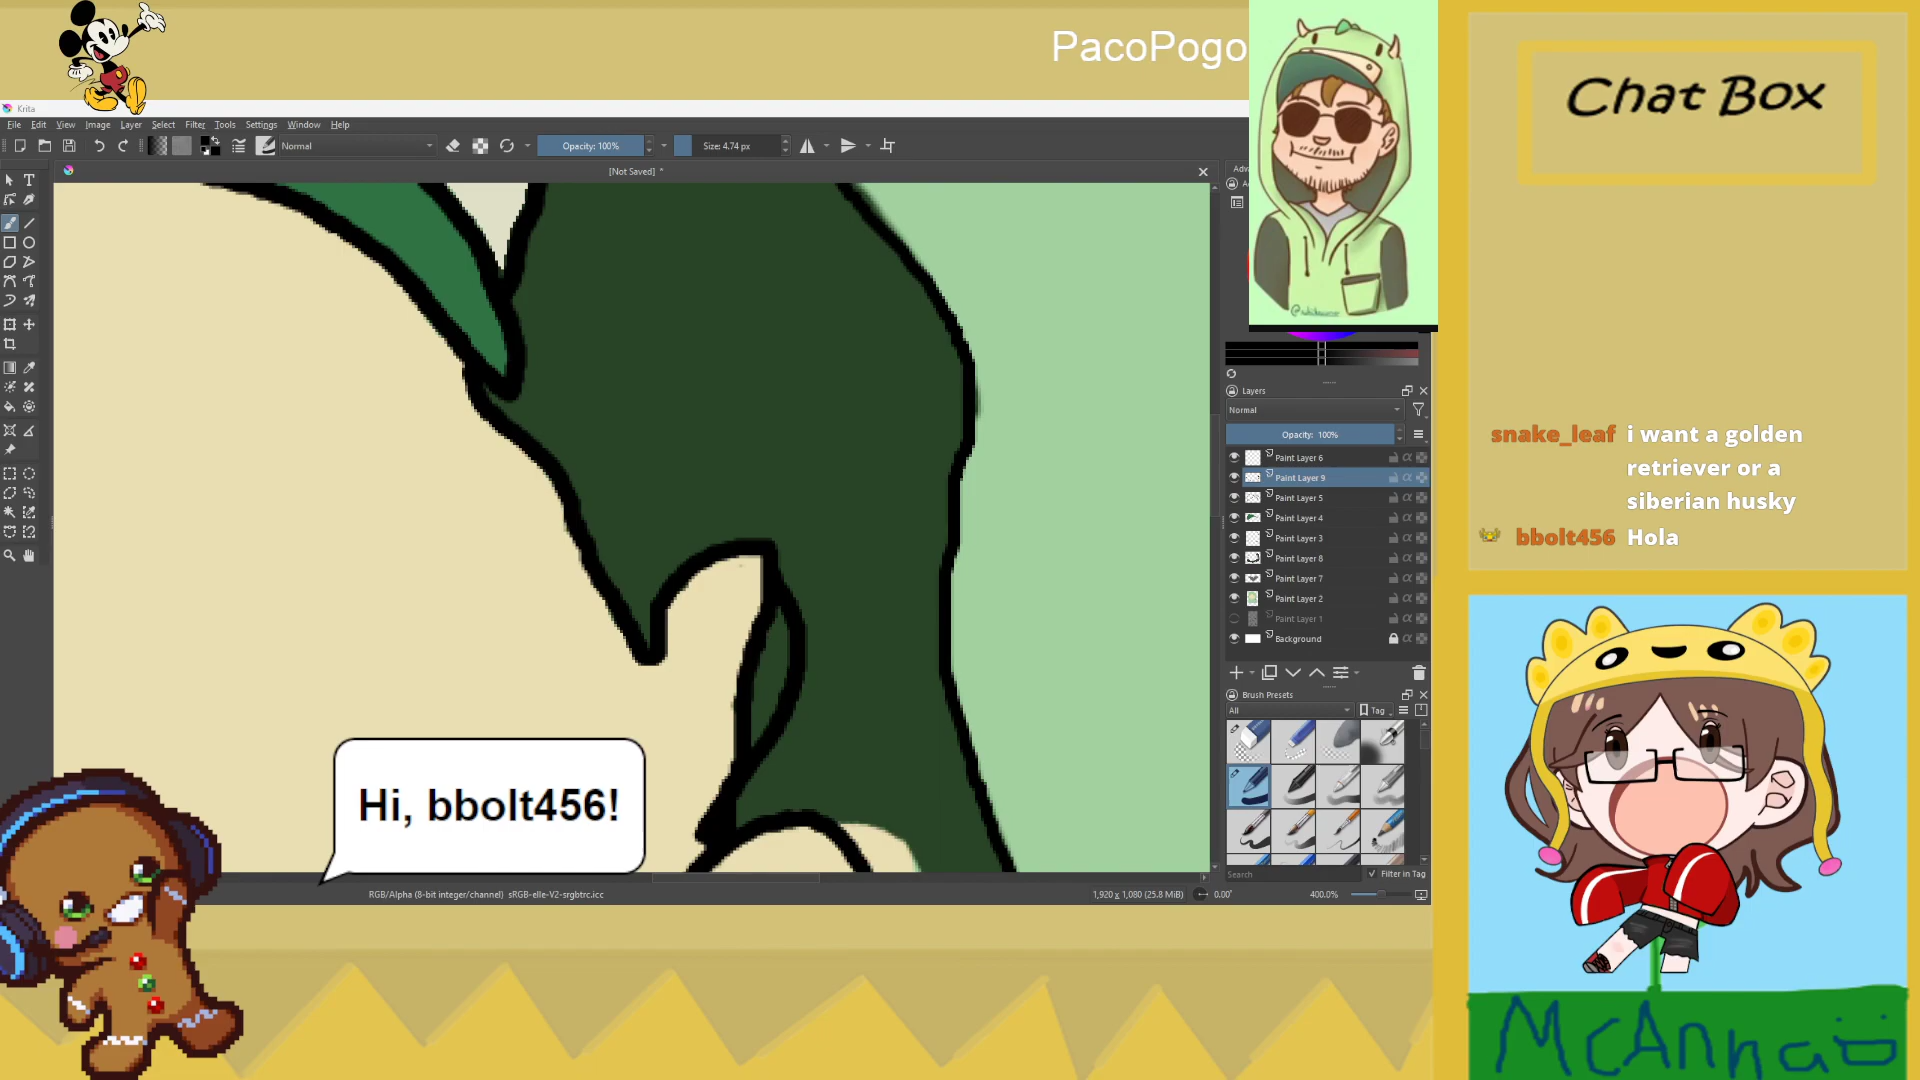 PacoPogo
Chat Box
Krita
File Edit View Image Layer Select Filter Tools Settings Window Help
Normal
Opacity: 100%
Size: 4.74 px
[Not Saved] *
Layers
Normal
Opacity: 100%
Paint Layer 6
Paint Layer 9
Paint Layer 5
Paint Layer 4
Paint Layer 3
Paint Layer 8
Paint Layer 7
Paint Layer 2
Paint Layer 1
Background
Brush Presets
All
Tag
Search
Filter in Tag
RGB/Alpha (8-bit integer/channel) sRGB-elle-V2-srgbtrc.icc
1,920 x 1,080 (25.8 MiB)
0.00°
400.0%
snake_leaf i want a golden
retriever or a
siberian husky
bbolt456 Hola
Hi, bbolt456!
McAnna